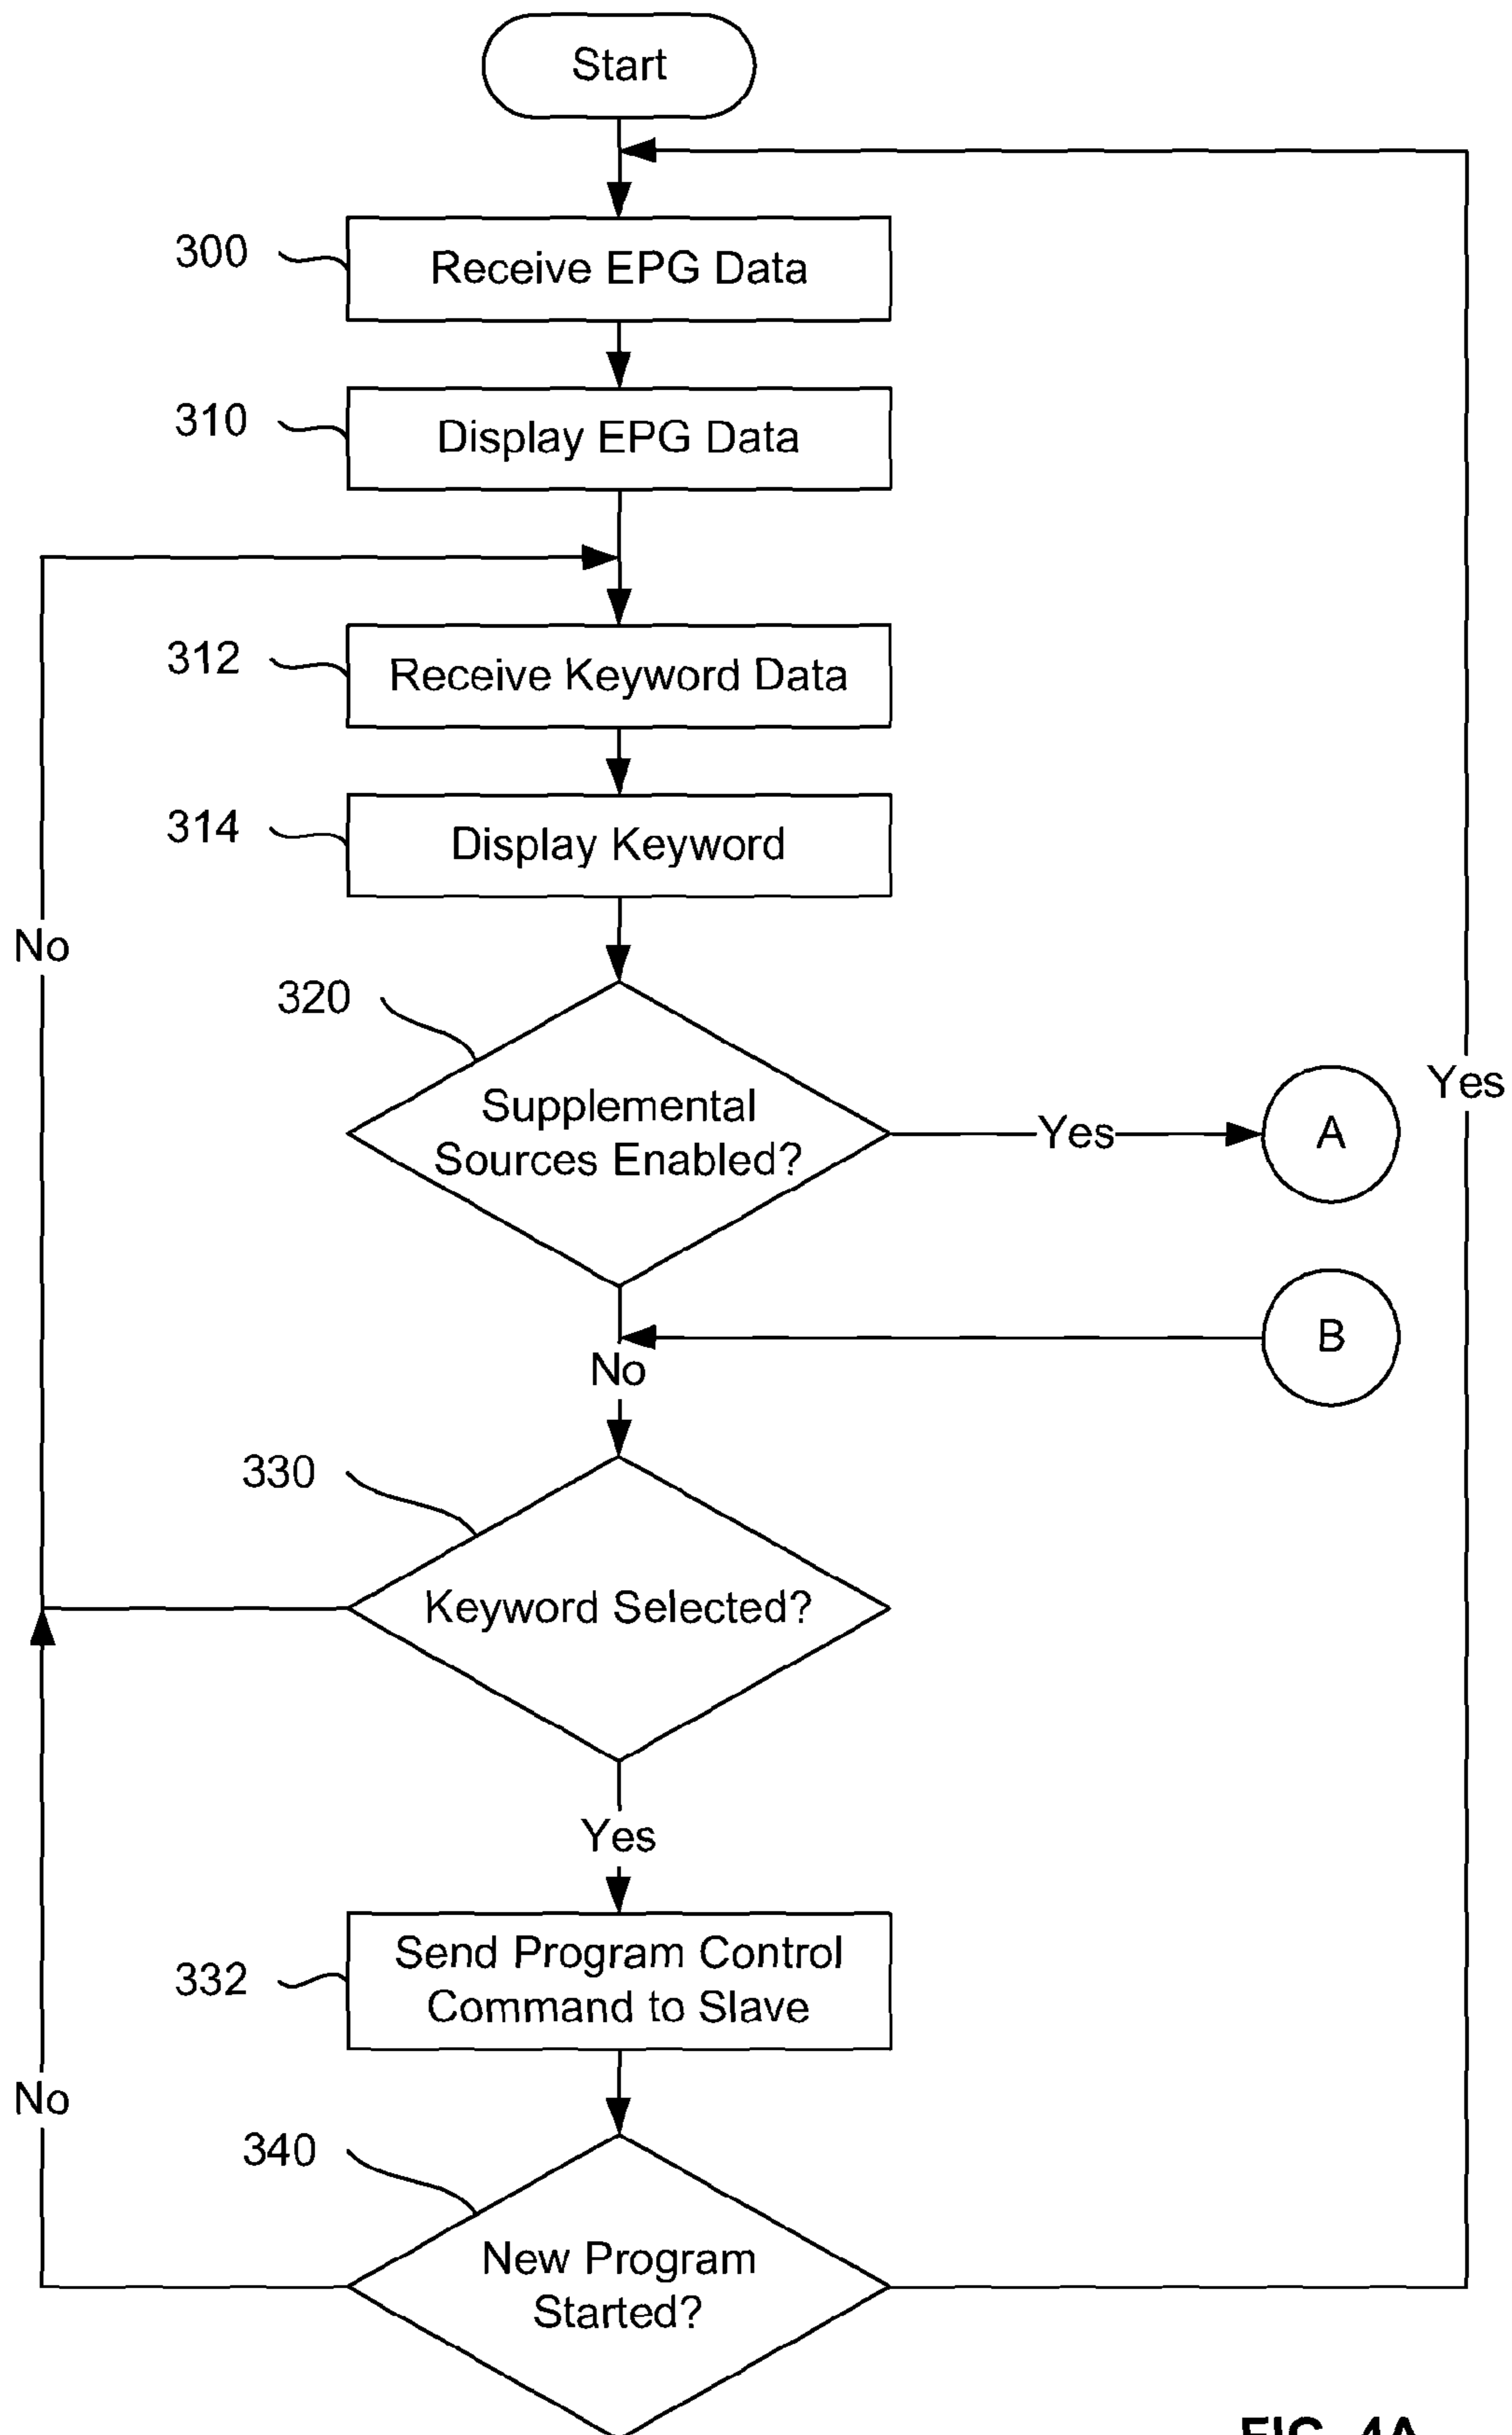 Start
300
Receive EPG Data
310
Display EPG Data
312
Receive Keyword Data
314
Display Keyword
No
320
Supplemental
Sources Enabled?
Yes
A
Yes
B
No
330
Keyword Selected?
Yes
332
Send Program Control
Command to Slave
No
340
New Program
Started?
FIG. 4A